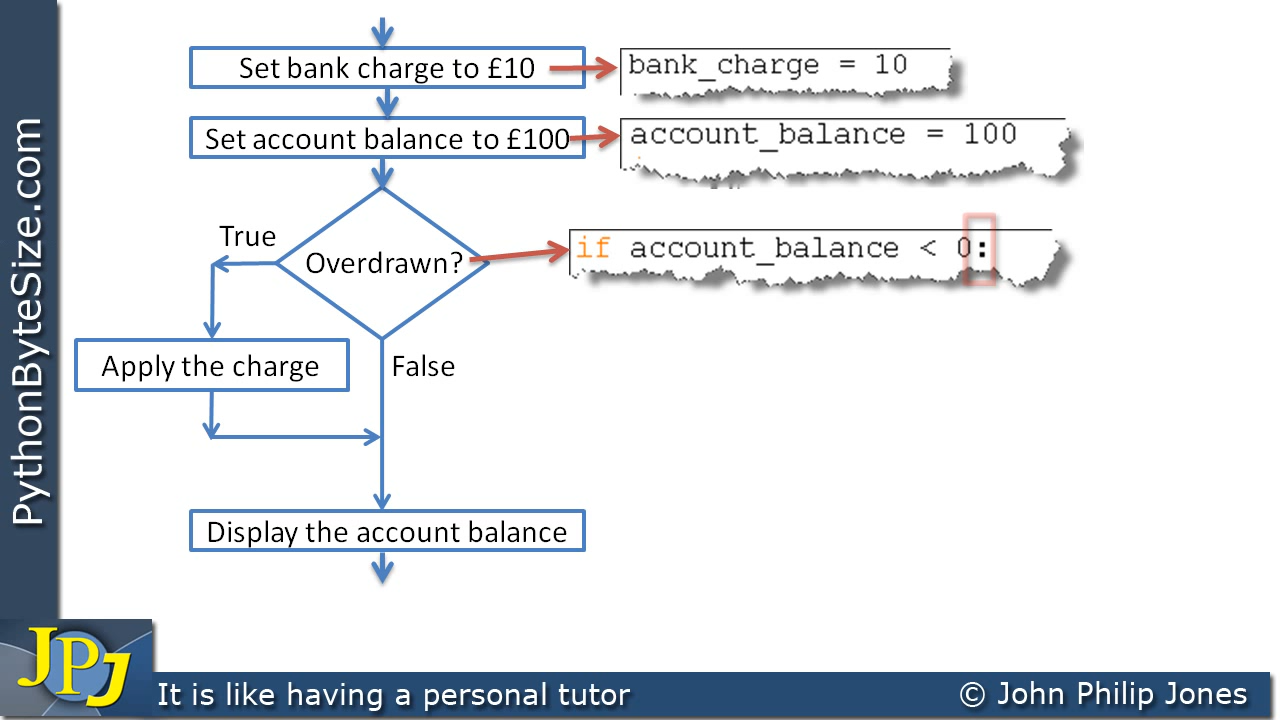 Set bank charge to £10
bank_charge = 10
Set account balance to £100
account_balance = 100
True
Overdrawn?
if account_balance < 0:
Apply the charge
False
Display the account balance
PythonByteSize.com
JPJ
It is like having a personal tutor
© John Philip Jones